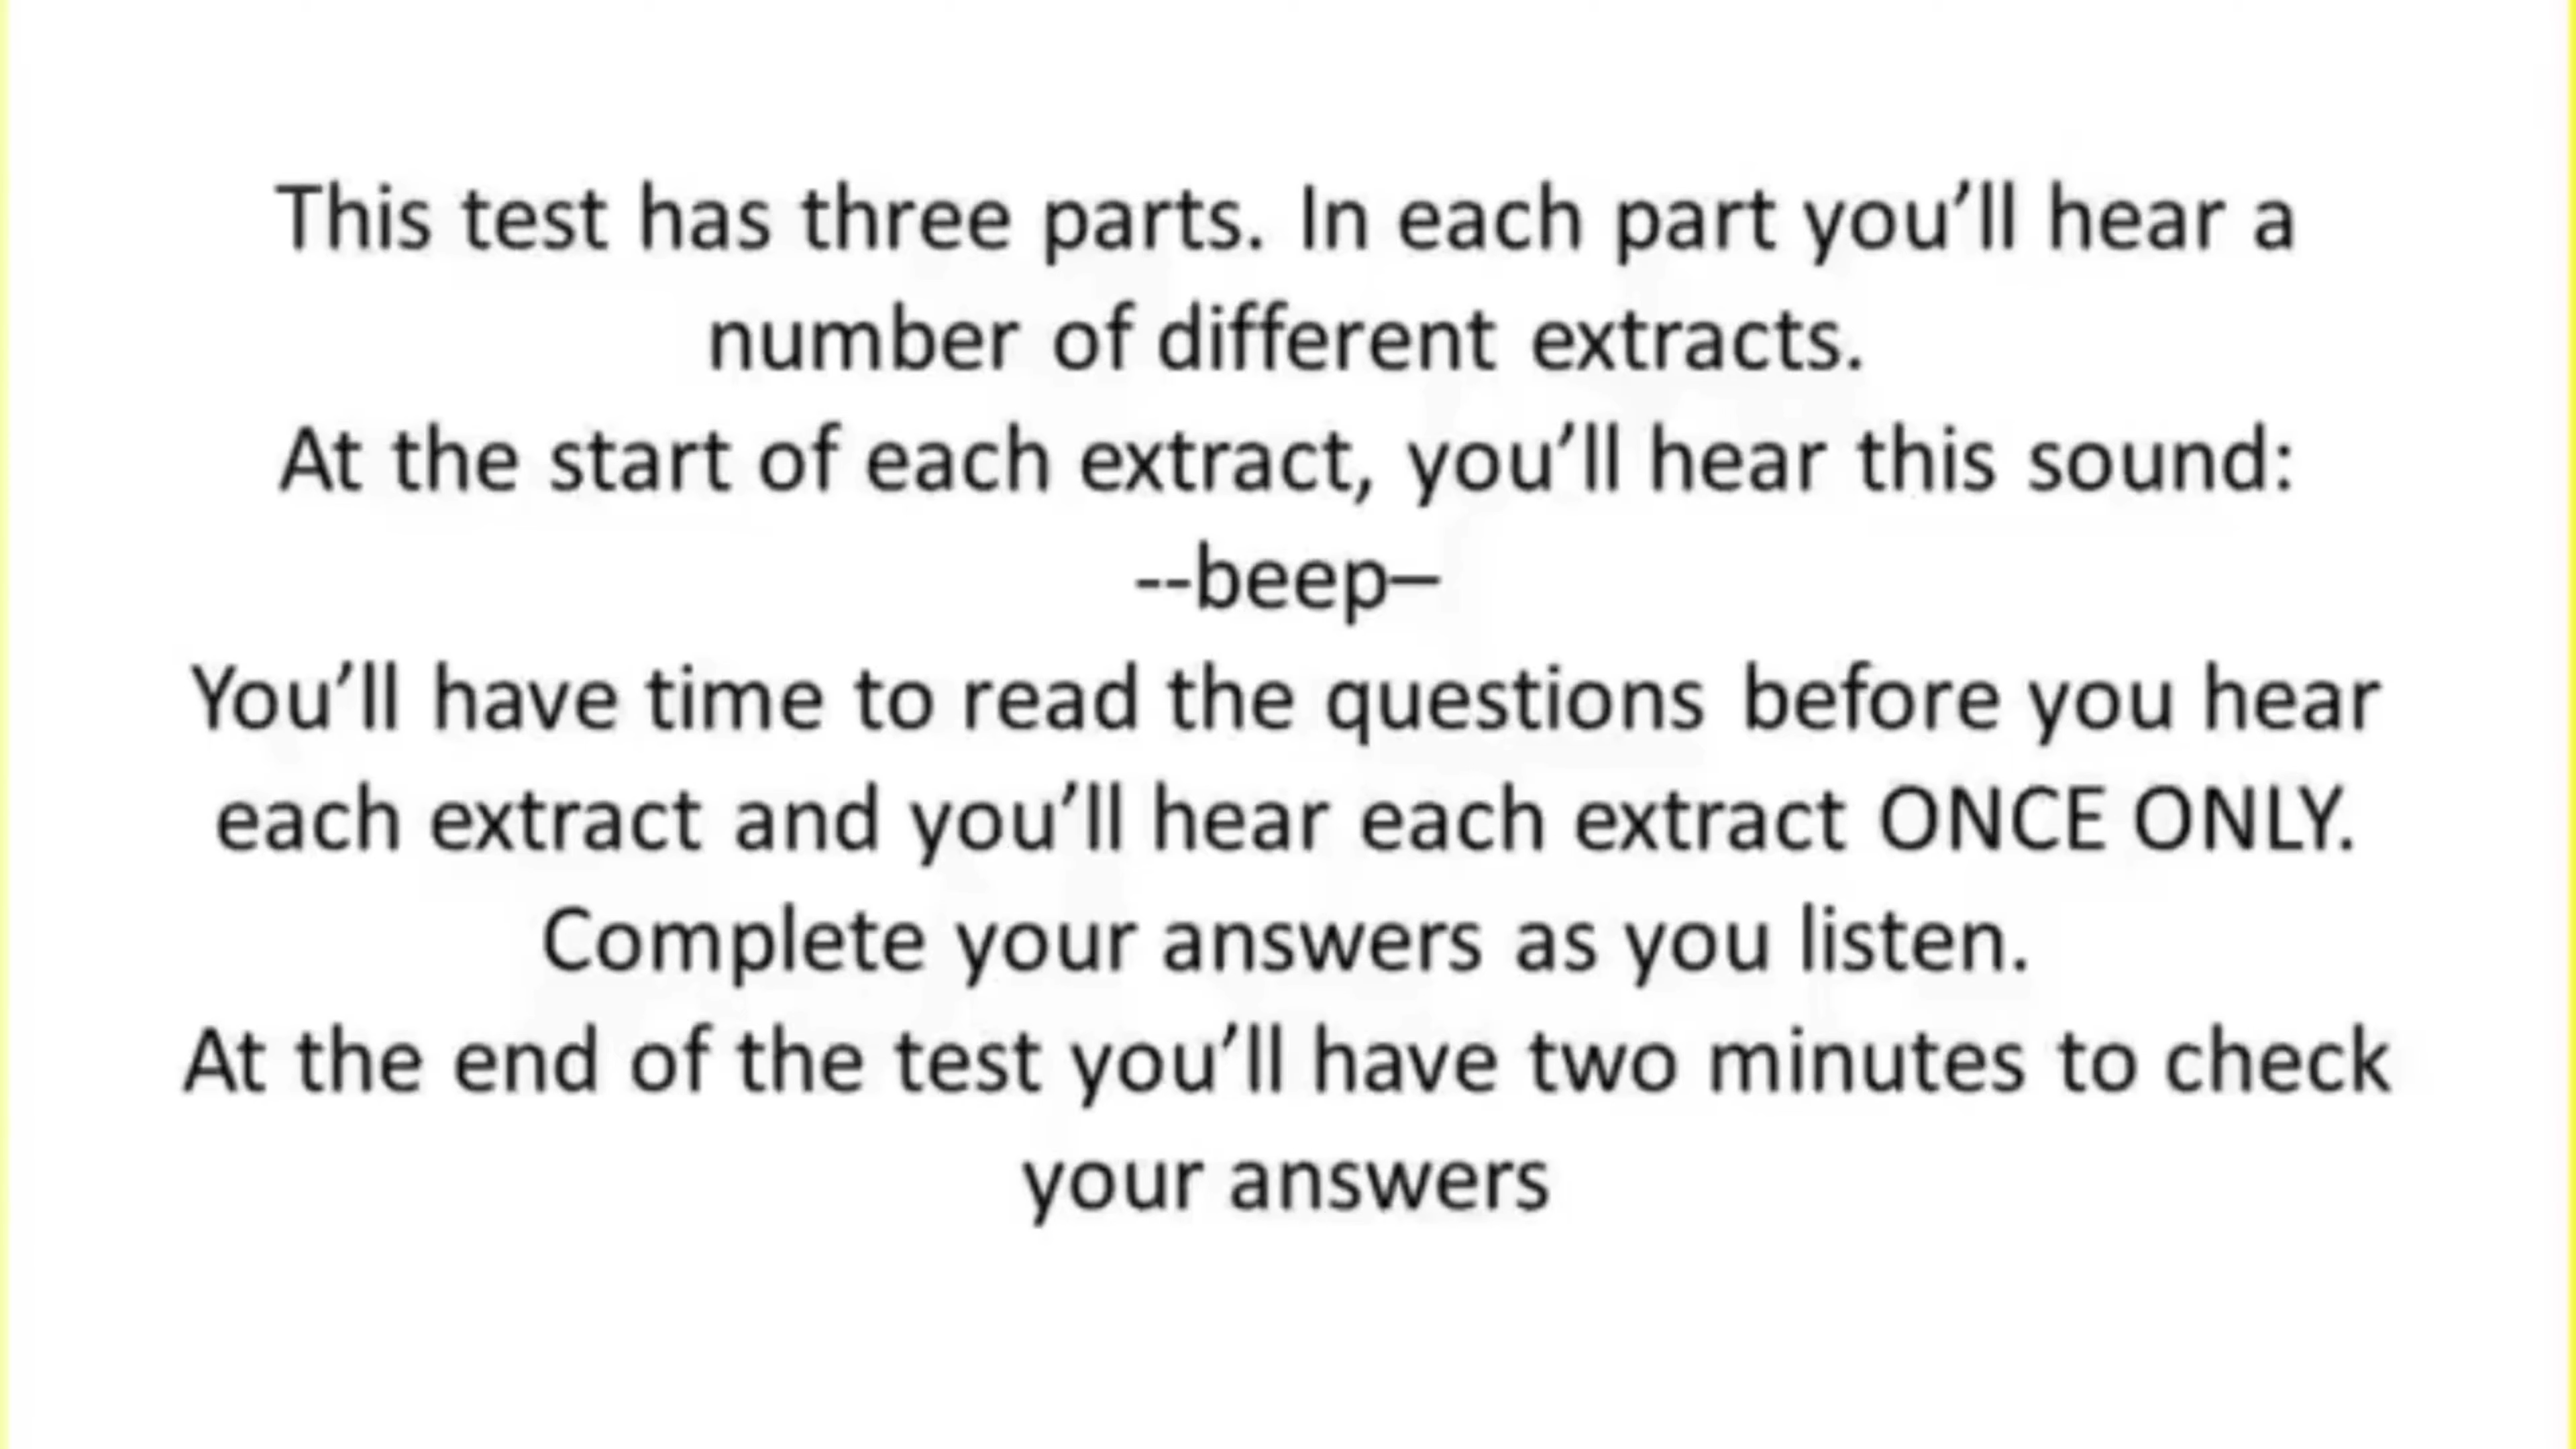 This test has three parts. In each part you’ll hear a
number of different extracts.
At the start of each extract, you’ll hear this sound:
--beep–
You’ll have time to read the questions before you hear
each extract and you’ll hear each extract ONCE ONLY.
Complete your answers as you listen.
At the end of the test you’ll have two minutes to check
your answers